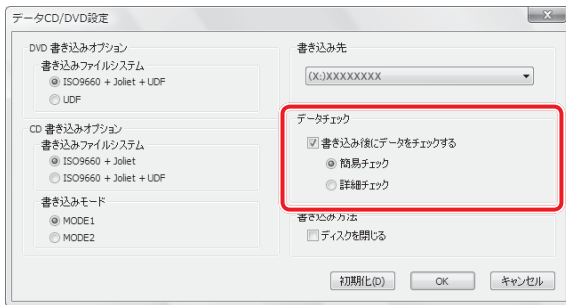 データCD/DVD設定
DVD 書き込みオプション
書き込みファイルシステム
ISO9660 + Joliet + UDF
UDF
CD 書き込みオプション
書き込みファイルシステム
ISO9660 + Joliet
ISO9660 + Joliet + UDF
書き込みモード
MODE1
MODE2
書き込み先
(X:)XXXXXXXX
データチェック
書き込み後にデータをチェックする
簡易チェック
詳細チェック
書き込み方法
ディスクを閉じる
初期化(D)
OK
キャンセル